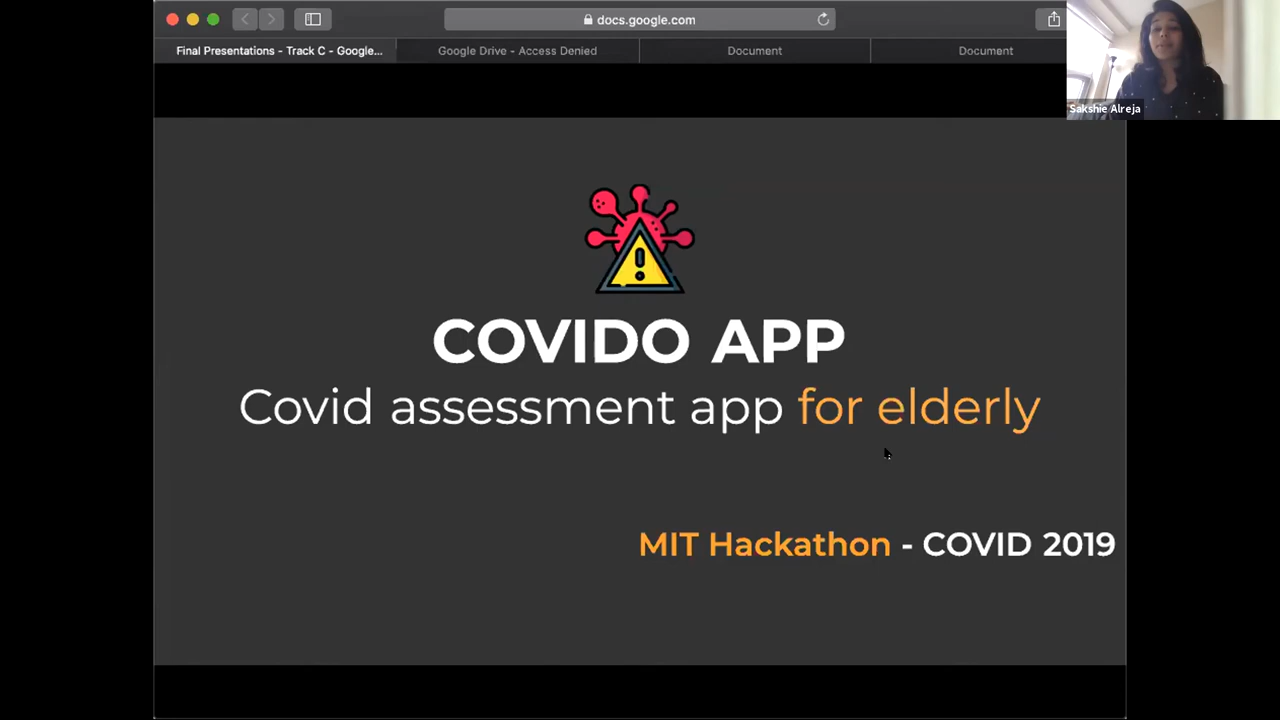 docs.google.com
Final Presentations - Track C - Google...
Google Drive - Access Denied
Document
Document
Sakshie Alreja
COVIDO APP
Covid assessment app for elderly
MIT Hackathon - COVID 2019